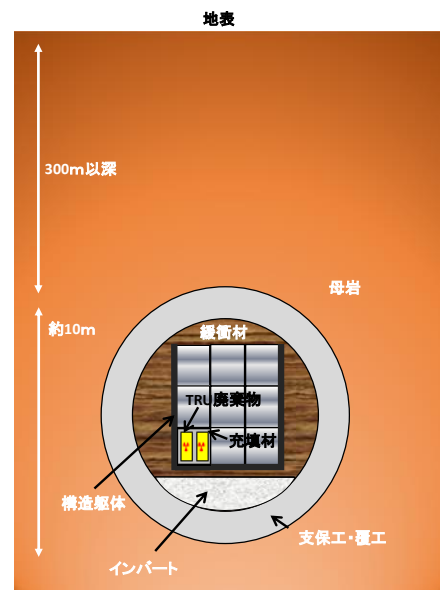 地表
300m以深
母岩
約10m
緩衝材
TRU廃棄物
充填材
構造躯体
支保工・覆工
インバート